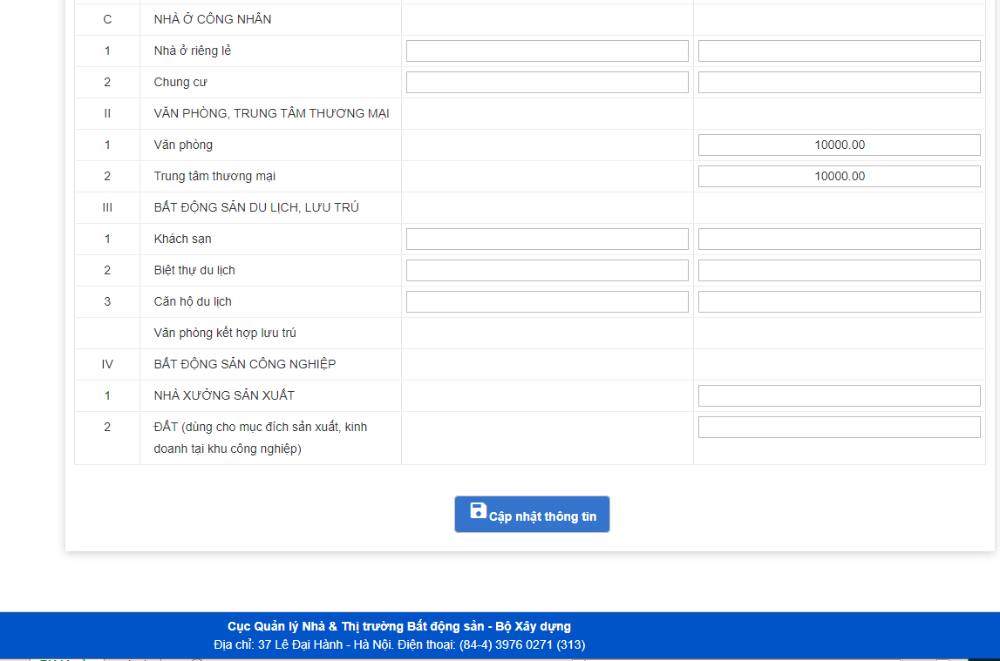 C NHÀ Ở CÔNG NHÂN
1 Nhà ở riêng lẻ
2 Chung cư
II VĂN PHÒNG, TRUNG TÂM THƯƠNG MẠI
1 Văn phòng 10000.00
2 Trung tâm thương mại 10000.00
III BẤT ĐỘNG SẢN DU LỊCH, LƯU TRÚ
1 Khách sạn
2 Biệt thự du lịch
3 Căn hộ du lịch
Văn phòng kết hợp lưu trú
IV BẤT ĐỘNG SẢN CÔNG NGHIỆP
1 NHÀ XƯỞNG SẢN XUẤT
2 ĐẤT (dùng cho mục đích sản xuất, kinh
doanh tại khu công nghiệp)
Cập nhật thông tin
Cục Quản lý Nhà & Thị trường Bất động sản - Bộ Xây dựng
Địa chỉ: 37 Lê Đại Hành - Hà Nội. Điện thoại: (84-4) 3976 0271 (313)